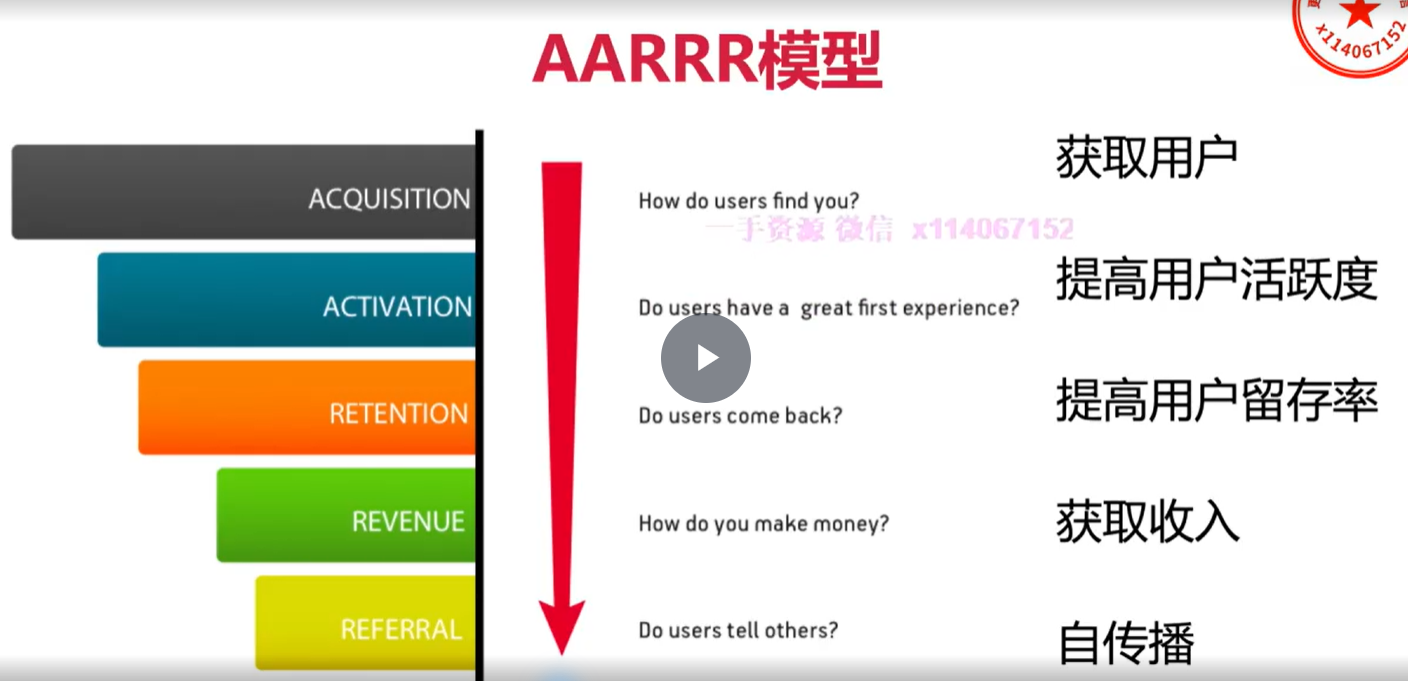 AARRR模型
x114067152
ACQUISITION
How do users find you?
获取用户
一手资源 微信 x114067152
ACTIVATION
Do users have a great first experience?
提高用户活跃度
RETENTION
Do users come back?
提高用户留存率
REVENUE
How do you make money?
获取收入
REFERRAL
Do users tell others?
自传播